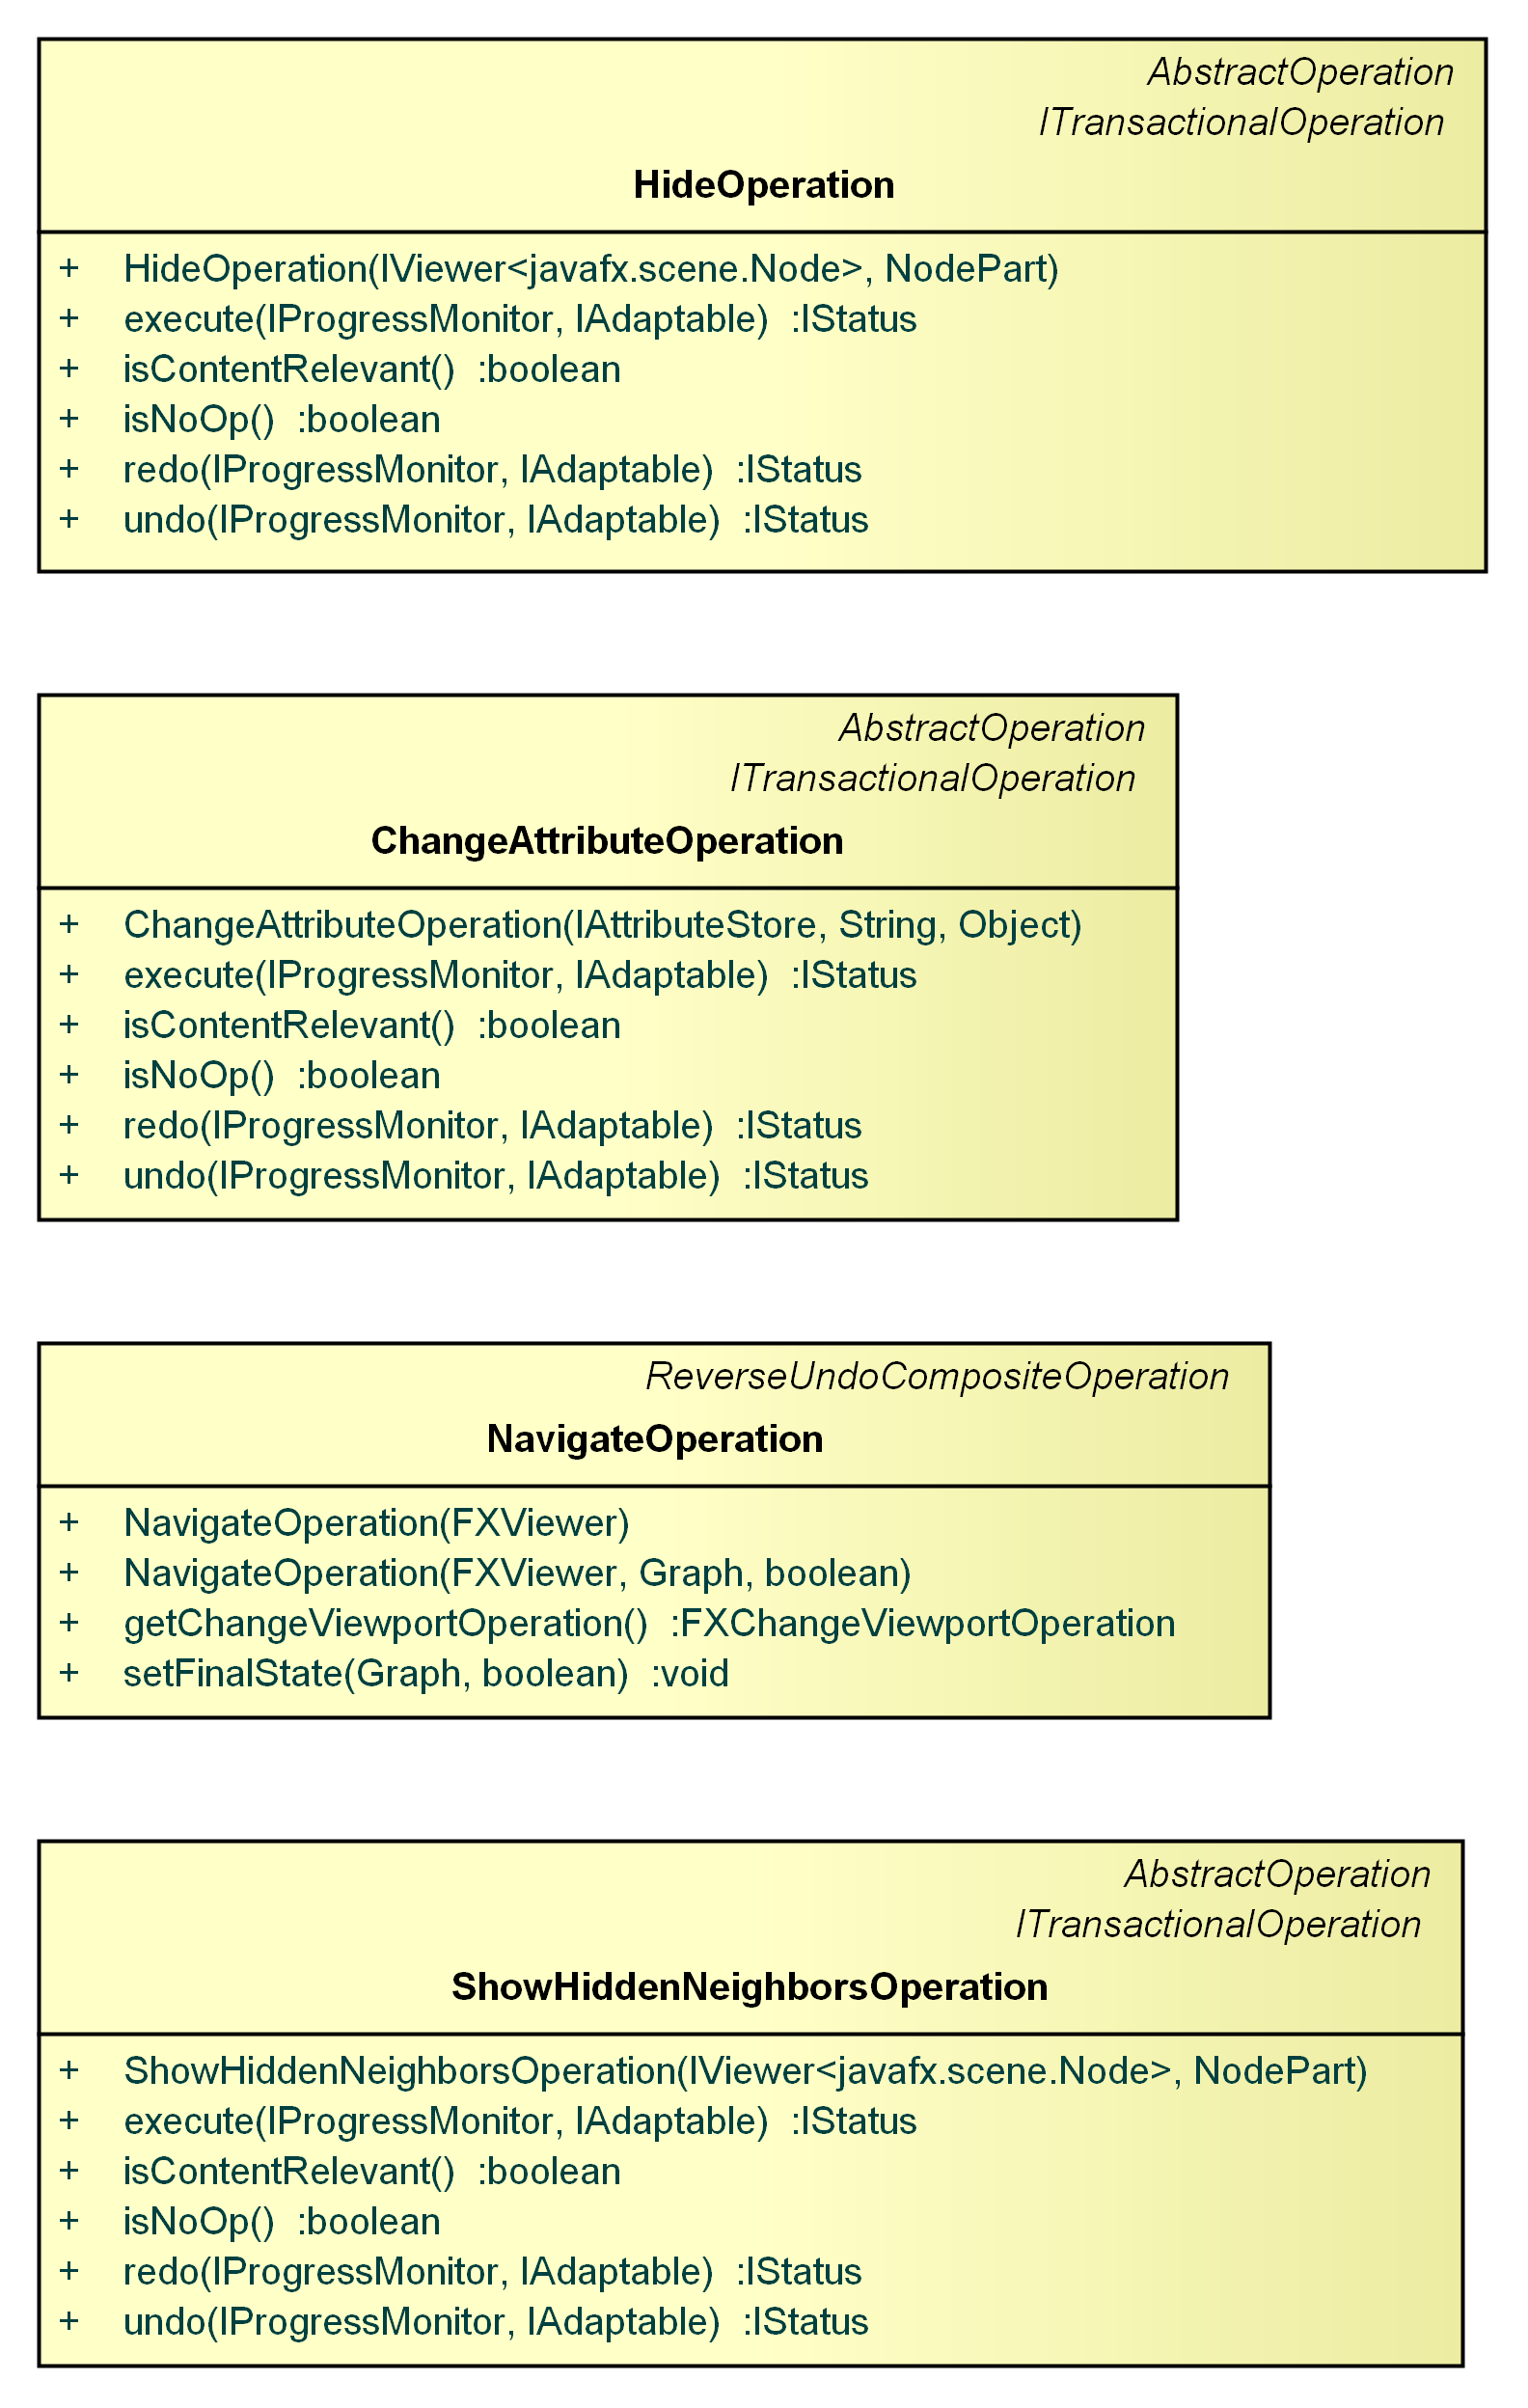 AbstractOperation
ITransactionalOperation
HideOperation
+ HideOperation(IViewer<javafx.scene.Node>, NodePart)
+ execute(IProgressMonitor, IAdaptable) :IStatus
+ isContentRelevant() :boolean
+ isNoOp() :boolean
+ redo(IProgressMonitor, IAdaptable) :IStatus
+ undo(IProgressMonitor, IAdaptable) :IStatus
AbstractOperation
ITransactionalOperation
ChangeAttributeOperation
+ ChangeAttributeOperation(IAttributeStore, String, Object)
+ execute(IProgressMonitor, IAdaptable) :IStatus
+ isContentRelevant() :boolean
+ isNoOp() :boolean
+ redo(IProgressMonitor, IAdaptable) :IStatus
+ undo(IProgressMonitor, IAdaptable) :IStatus
ReverseUndoCompositeOperation
NavigateOperation
+ NavigateOperation(FXViewer)
+ NavigateOperation(FXViewer, Graph, boolean)
+ getChangeViewportOperation() :FXChangeViewportOperation
+ setFinalState(Graph, boolean) :void
AbstractOperation
ITransactionalOperation
ShowHiddenNeighborsOperation
+ ShowHiddenNeighborsOperation(IViewer<javafx.scene.Node>, NodePart)
+ execute(IProgressMonitor, IAdaptable) :IStatus
+ isContentRelevant() :boolean
+ isNoOp() :boolean
+ redo(IProgressMonitor, IAdaptable) :IStatus
+ undo(IProgressMonitor, IAdaptable) :IStatus